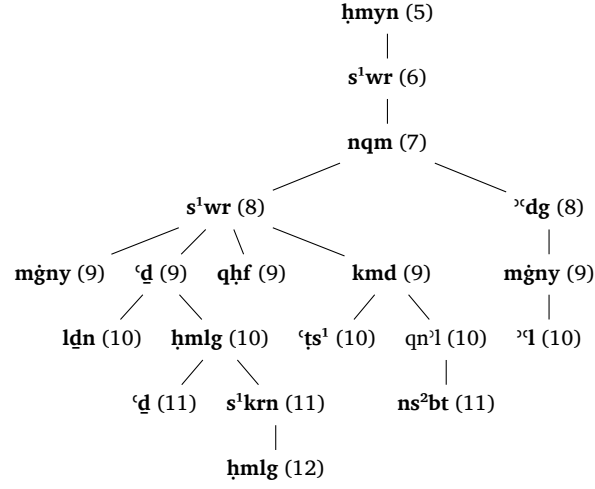 ḥmyn (5)
s¹wr (6)
nqm (7)
s¹wr (8) ʾʿdg (8)
mġny (9) ʿḏ (9) qḥf (9) kmd (9) mġny (9)
lḏn (10) ḥmlg (10) ʿṭs¹ (10) qnʾl (10) ʾʿl (10)
ʿḏ (11) s¹krn (11) ns²bt (11)
ḥmlg (12)